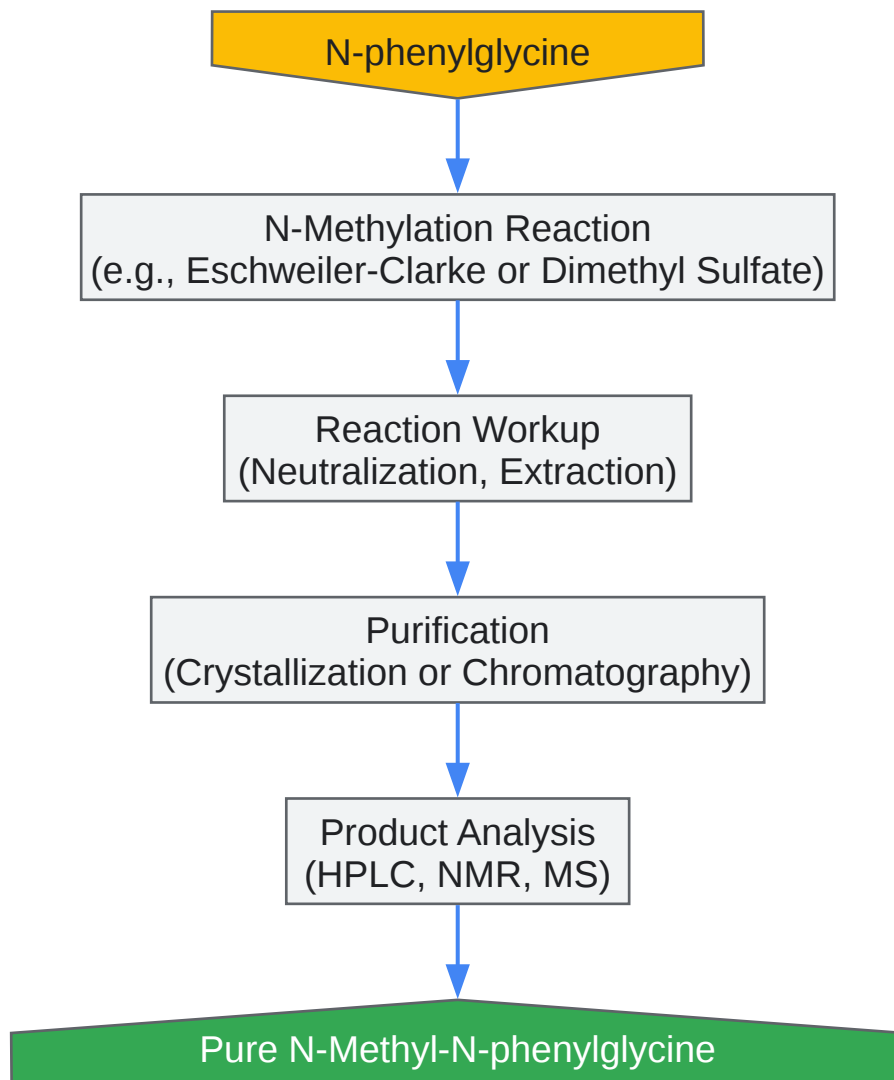 N-phenylglycine
N-Methylation Reaction
(e.g., Eschweiler-Clarke or Dimethyl Sulfate)
Reaction Workup
(Neutralization, Extraction)
Purification
(Crystallization or Chromatography)
Product Analysis
(HPLC, NMR, MS)
Pure N-Methyl-N-phenylglycine